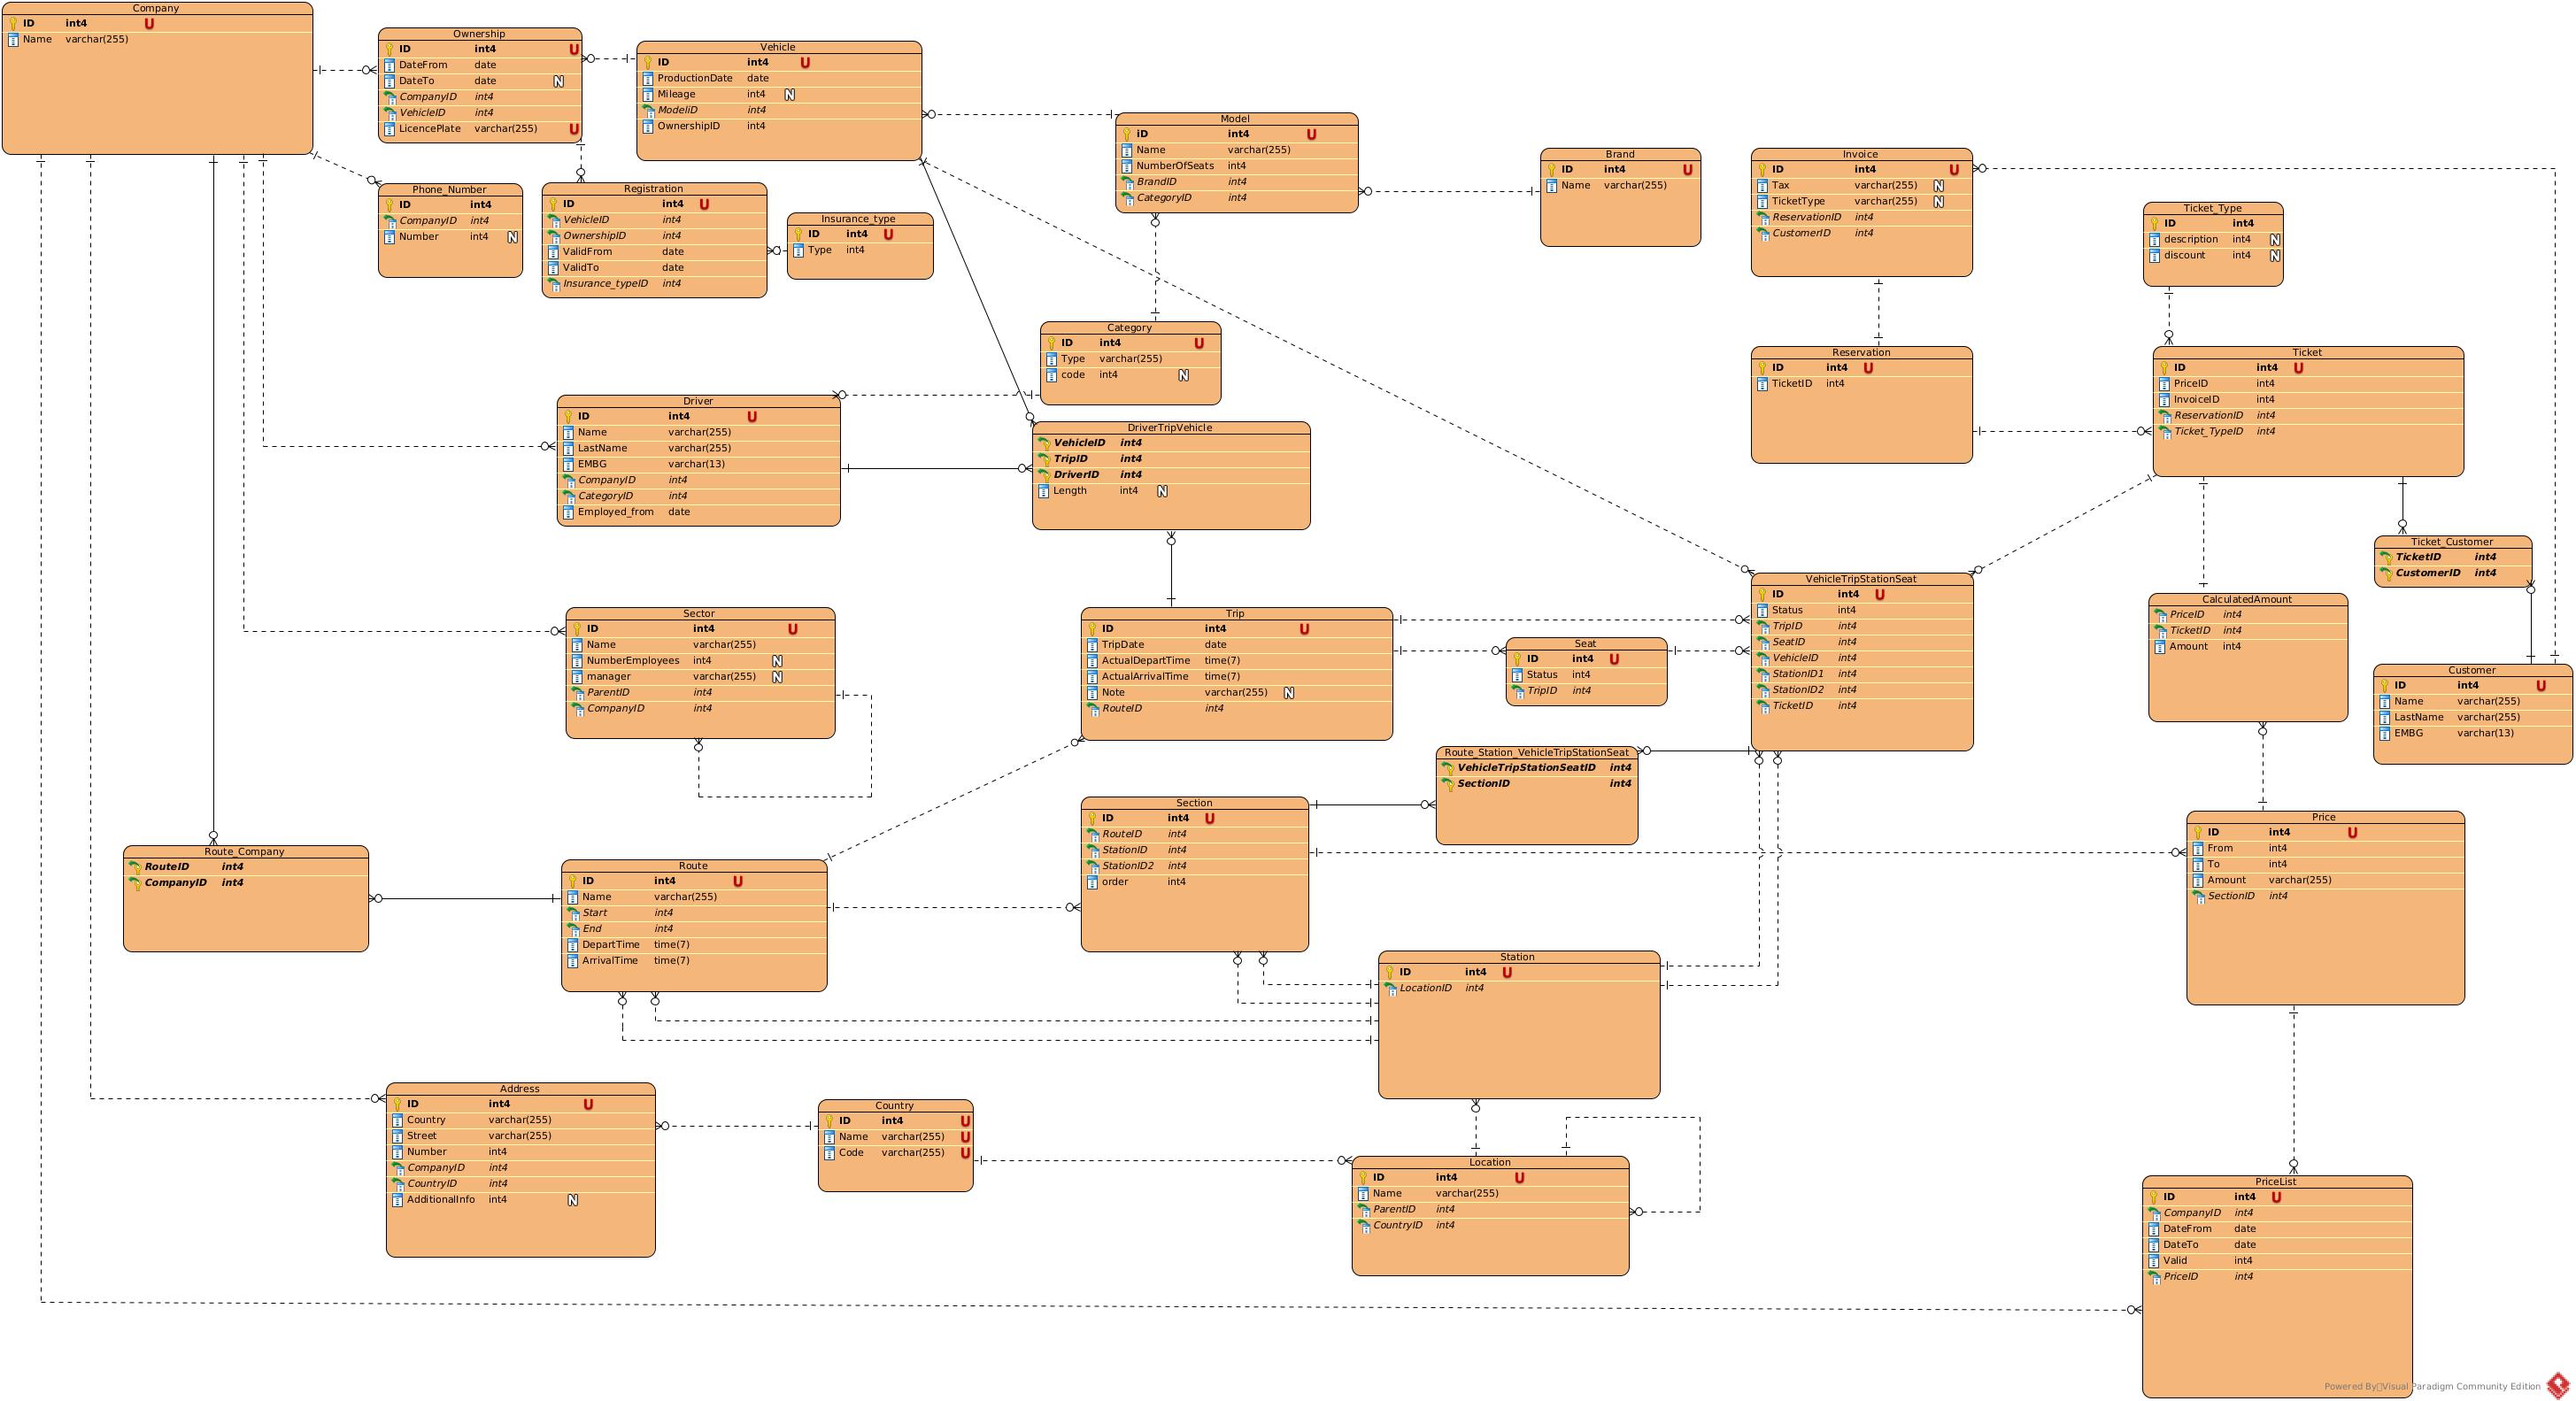 Company
ID int4 U
Name varchar(255)
Ownership
ID int4 U
DateFrom date
DateTo date N
CompanyID int4
VehicleID int4
LicencePlate varchar(255) U
Vehicle
ID int4 U
ProductionDate date
Mileage int4 N
ModeliD int4
OwnershipID int4
Model
iD int4 U
Name varchar(255)
NumberOfSeats int4
BrandID int4
CategoryID int4
Brand
ID int4 U
Name varchar(255)
Invoice
ID int4 U
Tax varchar(255) N
TicketType varchar(255) N
ReservationID int4
CustomerID int4
Phone_Number
ID int4
CompanyID int4
Number int4 N
Registration
ID int4 U
VehicleID int4
OwnershipID int4
ValidFrom date
ValidTo date
Insurance_typeID int4
Insurance_type
ID int4 U
Type int4
Ticket_Type
ID int4
description int4 N
discount int4 N
Category
ID int4 U
Type varchar(255)
code int4 N
Reservation
ID int4 U
TicketID int4
Ticket
ID int4 U
PriceID int4
InvoiceID int4
ReservationID int4
Ticket_TypeID int4
Driver
ID int4 U
Name varchar(255)
LastName varchar(255)
EMBG varchar(13)
CompanyID int4
CategoryID int4
Employed_from date
DriverTripVehicle
VehicleID int4
TripID int4
DriverID int4
Length int4 N
Ticket_Customer
TicketID int4
CustomerID int4
VehicleTripStationSeat
ID int4 U
Status int4
TripID int4
SeatID int4
VehicleID int4
StationID1 int4
StationID2 int4
TicketID int4
CalculatedAmount
PriceID int4
TicketID int4
Amount int4
Sector
ID int4 U
Name varchar(255)
NumberEmployees int4 N
manager varchar(255) N
ParentID int4
CompanyID int4
Trip
ID int4 U
TripDate date
ActualDepartTime time(7)
ActualArrivalTime time(7)
Note varchar(255) N
RouteID int4
Seat
ID int4 U
Status int4
TripID int4
Customer
ID int4 U
Name varchar(255)
LastName varchar(255)
EMBG varchar(13)
Route_Station_VehicleTripStationSeat
VehicleTripStationSeatID int4
SectionID int4
Section
ID int4 U
RouteID int4
StationID int4
StationID2 int4
order int4
Price
ID int4 U
From int4
To int4
Amount varchar(255)
SectionID int4
Route_Company
RouteID int4
CompanyID int4
Route
ID int4 U
Name varchar(255)
Start int4
End int4
DepartTime time(7)
ArrivalTime time(7)
Station
ID int4 U
LocationID int4
Address
ID int4 U
Country varchar(255)
Street varchar(255)
Number int4
CompanyID int4
CountryID int4
AdditionalInfo int4 N
Country
ID int4 U
Name varchar(255) U
Code varchar(255) U
Location
ID int4 U
Name varchar(255)
ParentID int4
CountryID int4
PriceList
ID int4 U
CompanyID int4
DateFrom date
DateTo date
Valid int4
PriceID int4
Powered By Visual Paradigm Community Edition